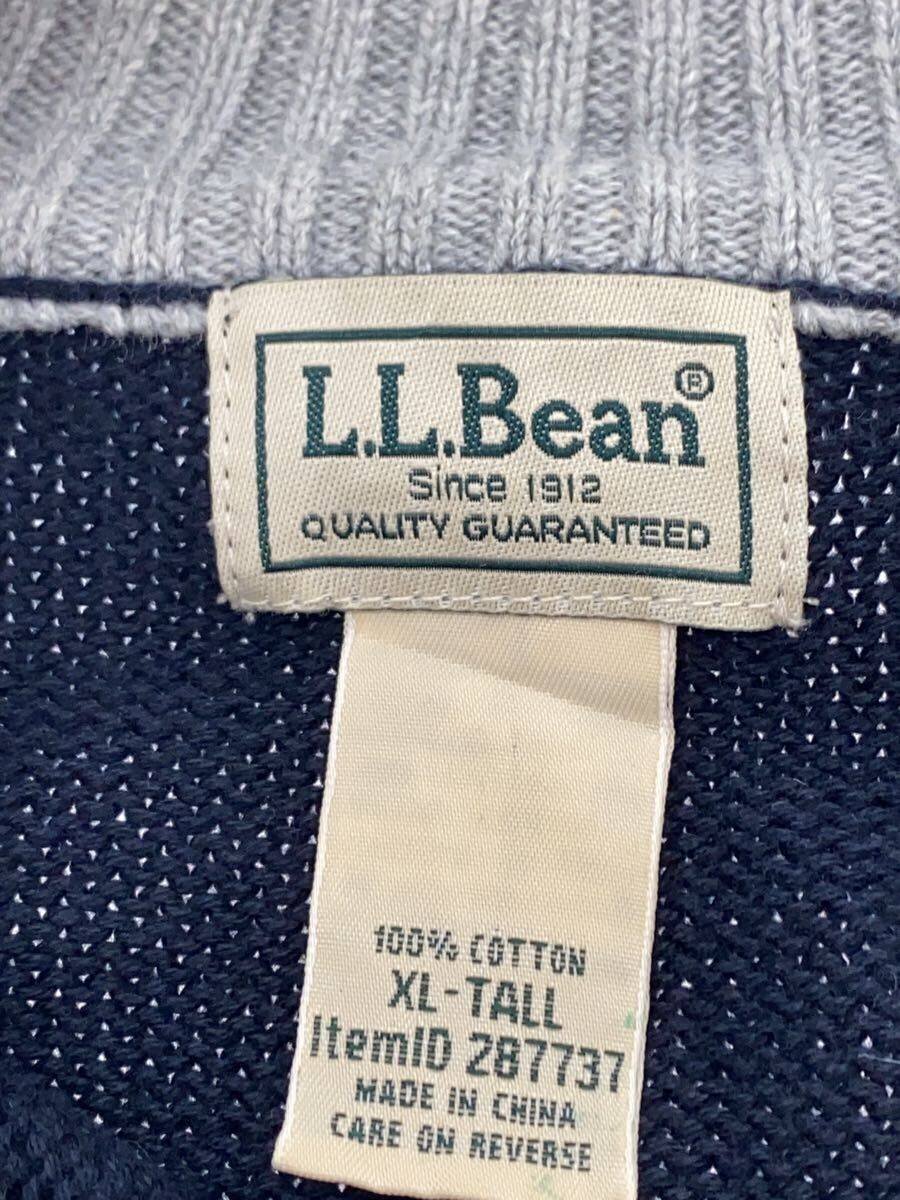 L.L.Bean®
Since 1912
QUALITY GUARANTEED
100% COTTON
XL-TALL
ItemID 287737
MADE IN CHINA
CARE ON REVERSE